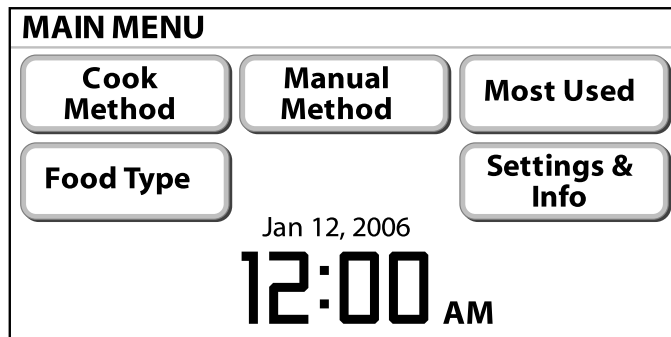 MAIN MENU
Cook
Method
Manual
Method
Most Used
Food Type
Settings &
Info
Jan 12, 2006
12:00 AM